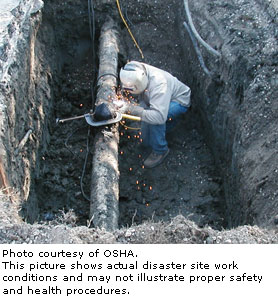 Photo courtesy of OSHA.
This picture shows actual disaster site work
conditions and may not illustrate proper safety
and health procedures.